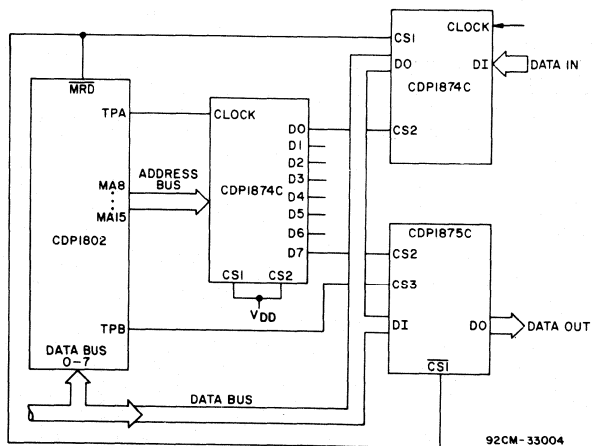 MRD
TPA
MA8
MA15
CDP1802
TPB
DATA BUS
0-7
ADDRESS
BUS
CLOCK
CDP1874C
D0
D1
D2
D3
D4
D5
D6
D7
CS1 CS2
VDD
CS1
CLOCK
DO
DI
DATA IN
CDP1874C
CS2
CDP1875C
CS2
CS3
DI
DO
DATA OUT
CS1
DATA BUS
92CM-33004